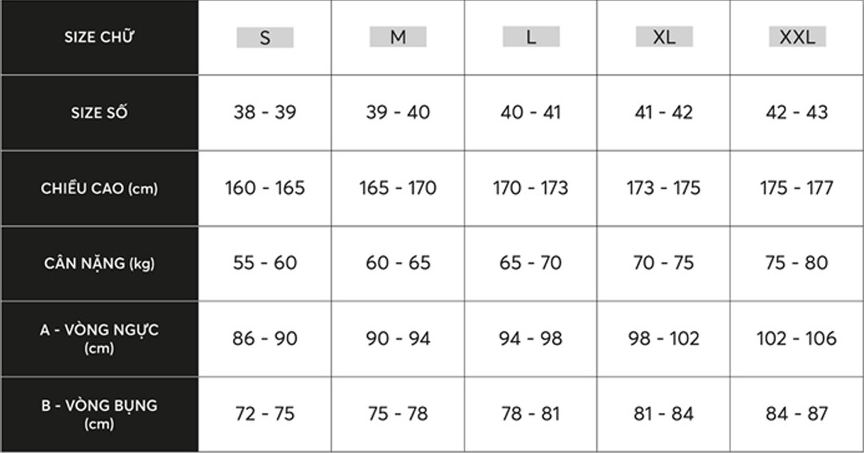 SIZE CHỮ S M L XL XXL
SIZE SỐ 38 - 39 39 - 40 40 - 41 41 - 42 42 - 43
CHIỀU CAO (cm) 160 - 165 165 - 170 170 - 173 173 - 175 175 - 177
CÂN NẶNG (kg) 55 - 60 60 - 65 65 - 70 70 - 75 75 - 80
A - VÒNG NGỰC
(cm) 86 - 90 90 - 94 94 - 98 98 - 102 102 - 106
B - VÒNG BỤNG
(cm) 72 - 75 75 - 78 78 - 81 81 - 84 84 - 87